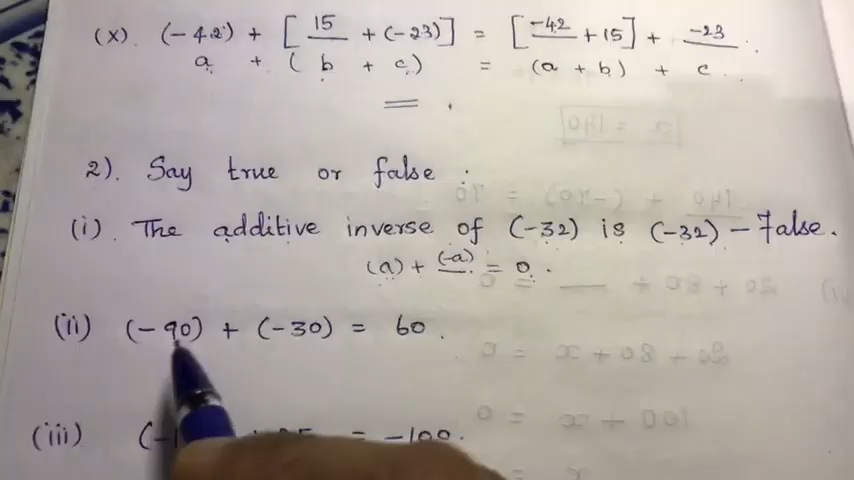 (x) (-42) + [ 15 + (-23)] = [-42 + 15] + -23.
a + ( b + c ) = (a + b) + c.
2). Say true or false :
(i). The additive inverse of (-32) is (-32) - False.
(a) + (-a) = 0.
(ii) (-90) + (-30) = 60.
(iii) = -100.